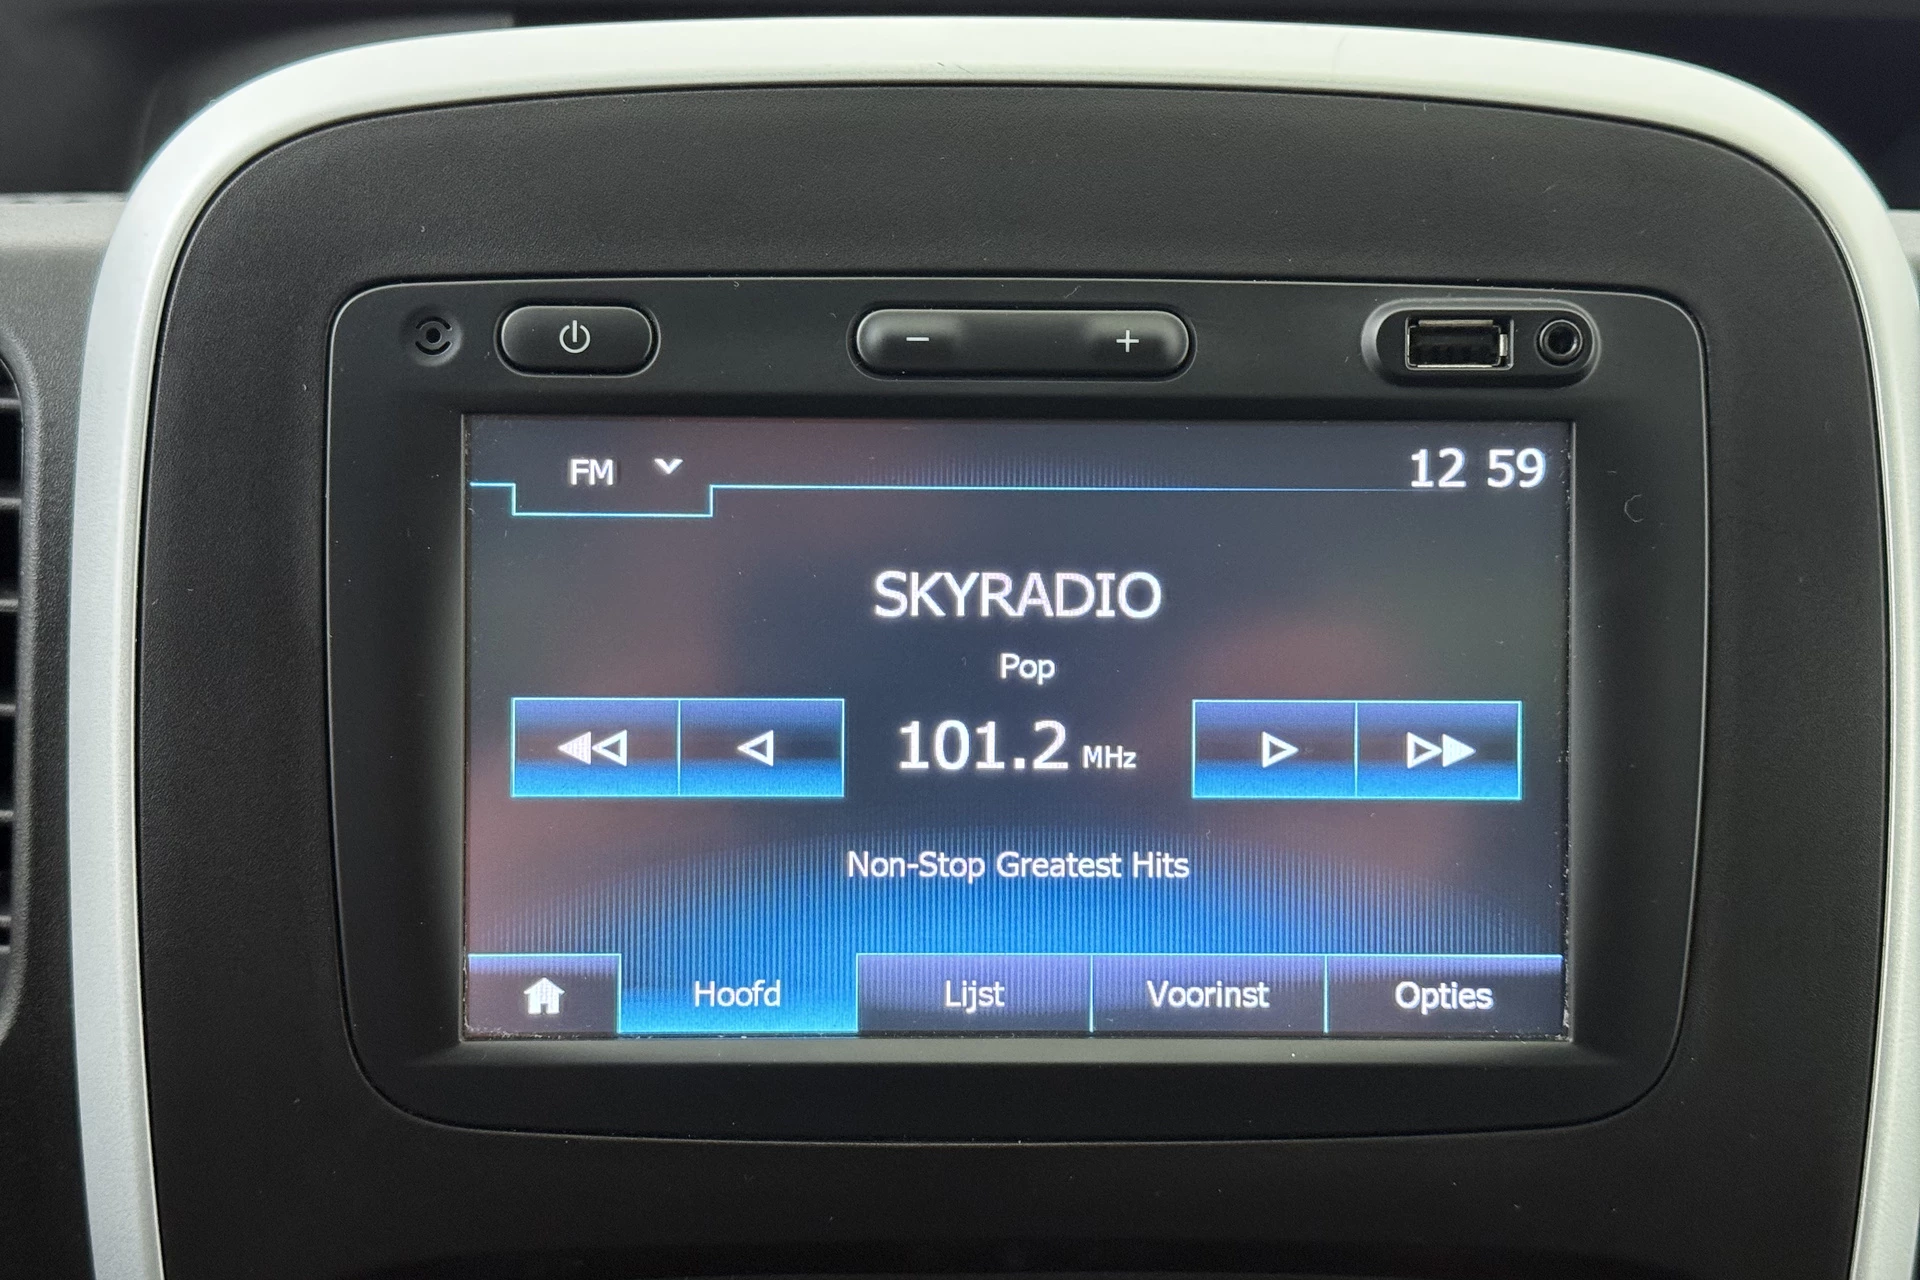 FM
12 59
SKYRADIO
Pop
101.2 MHz
Non-Stop Greatest Hits
Hoofd Lijst Voorinst Opties